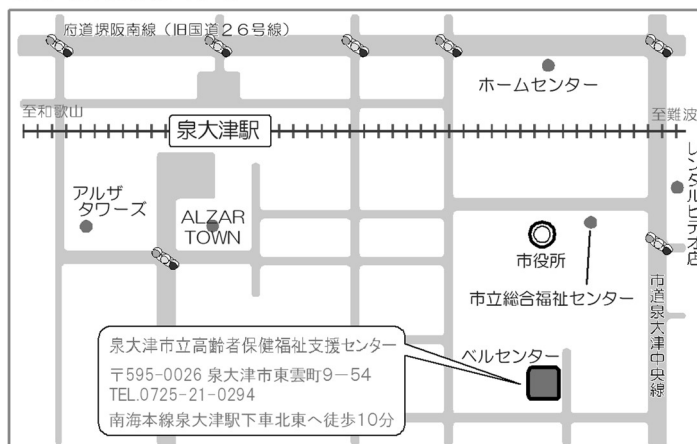 府道堺阪南線（旧国道２６号線）
ホームセンター
至和歌山
至難波
泉大津駅
レンタルビデオ店
アルザ
タワーズ
ALZAR
TOWN
市役所
市立総合福祉センター
市道泉大津中央線
ベルセンター
泉大津市立高齢者保健福祉支援センター
〒595-0026 泉大津市東雲町9－54
TEL.0725-21-0294
南海本線泉大津駅下車北東へ徒歩10分